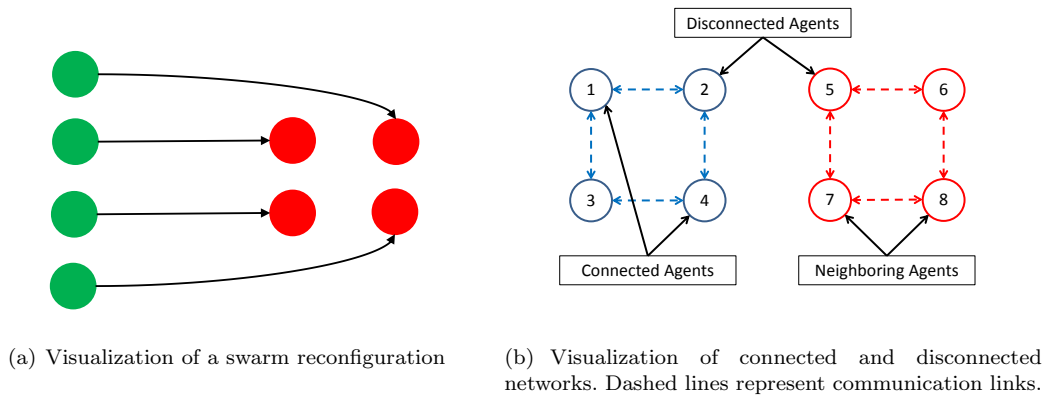 Disconnected Agents
1
2
5
6
3
4
7
8
Connected Agents
Neighboring Agents
(a) Visualization of a swarm reconfiguration
(b) Visualization of connected and disconnected
networks. Dashed lines represent communication links.